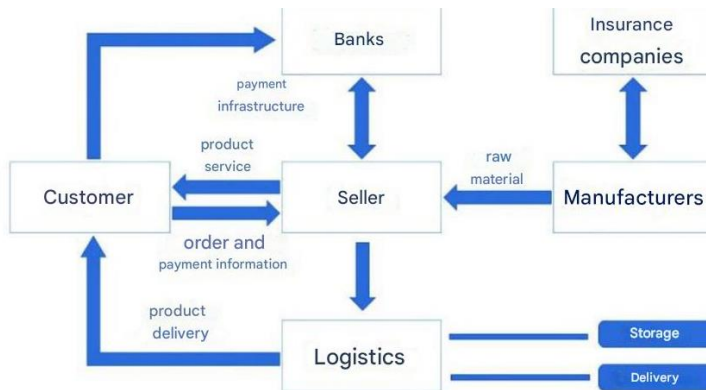 Banks
Insurance
companies
payment
infrastructure
product
service
raw
material
Customer
Seller
Manufacturers
order and
payment information
product
delivery
Logistics
Storage
Delivery